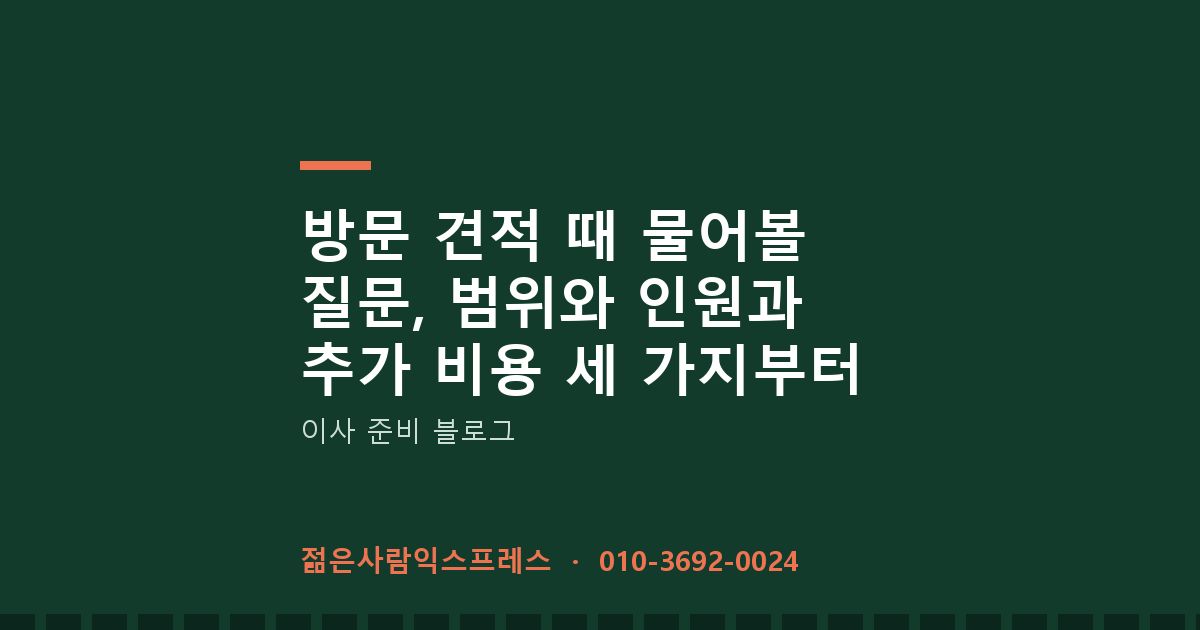 방문 견적 때 물어볼
질문, 범위와 인원과
추가 비용 세 가지부터
이사 준비 블로그
젊은사람익스프레스 · 010-3692-0024